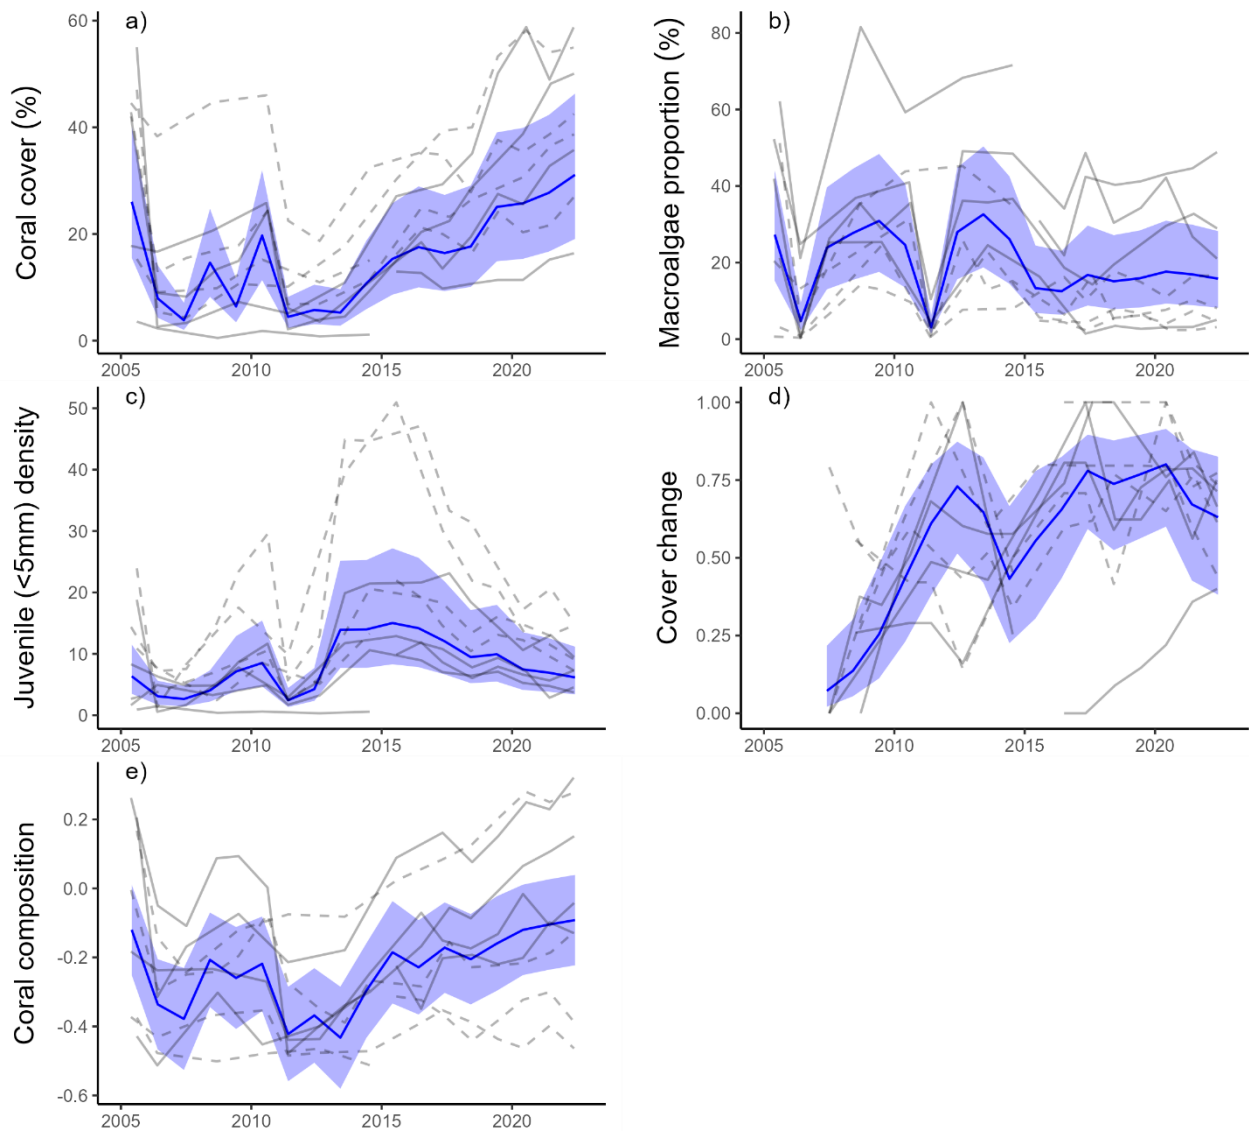 a)
Coral cover (%)
60
40
20
0
2005 2010 2015 2020
b)
Macroalgae proportion (%)
80
60
40
20
0
2005 2010 2015 2020
c)
Juvenile (<5mm) density
50
40
30
20
10
0
2005 2010 2015 2020
d)
Cover change
1.00
0.75
0.50
0.25
0.00
2005 2010 2015 2020
e)
Coral composition
0.2
0.0
-0.2
-0.4
-0.6
2005 2010 2015 2020